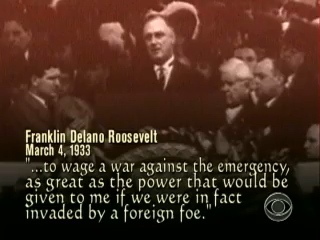 Franklin Delano Roosevelt
March 4, 1933
"...to wage a war against the emergency,
as great as the power that would be
given to me if we were in fact
invaded by a foreign foe."